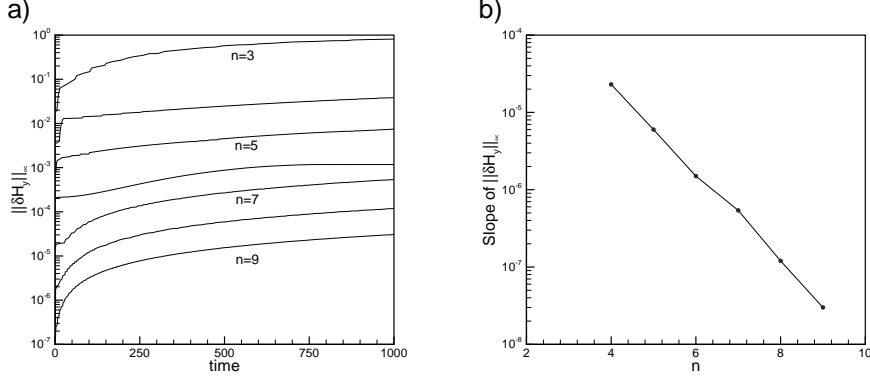 a)
b)
10^0
10^-1
10^-2
10^-3
10^-4
10^-5
10^-6
10^-7
||δH_y||_∞
n=3
n=5
n=7
n=9
0
250
500
750
1000
time
10^-4
10^-5
10^-6
10^-7
10^-8
Slope of ||δH_y||_∞
2
4
6
8
10
n